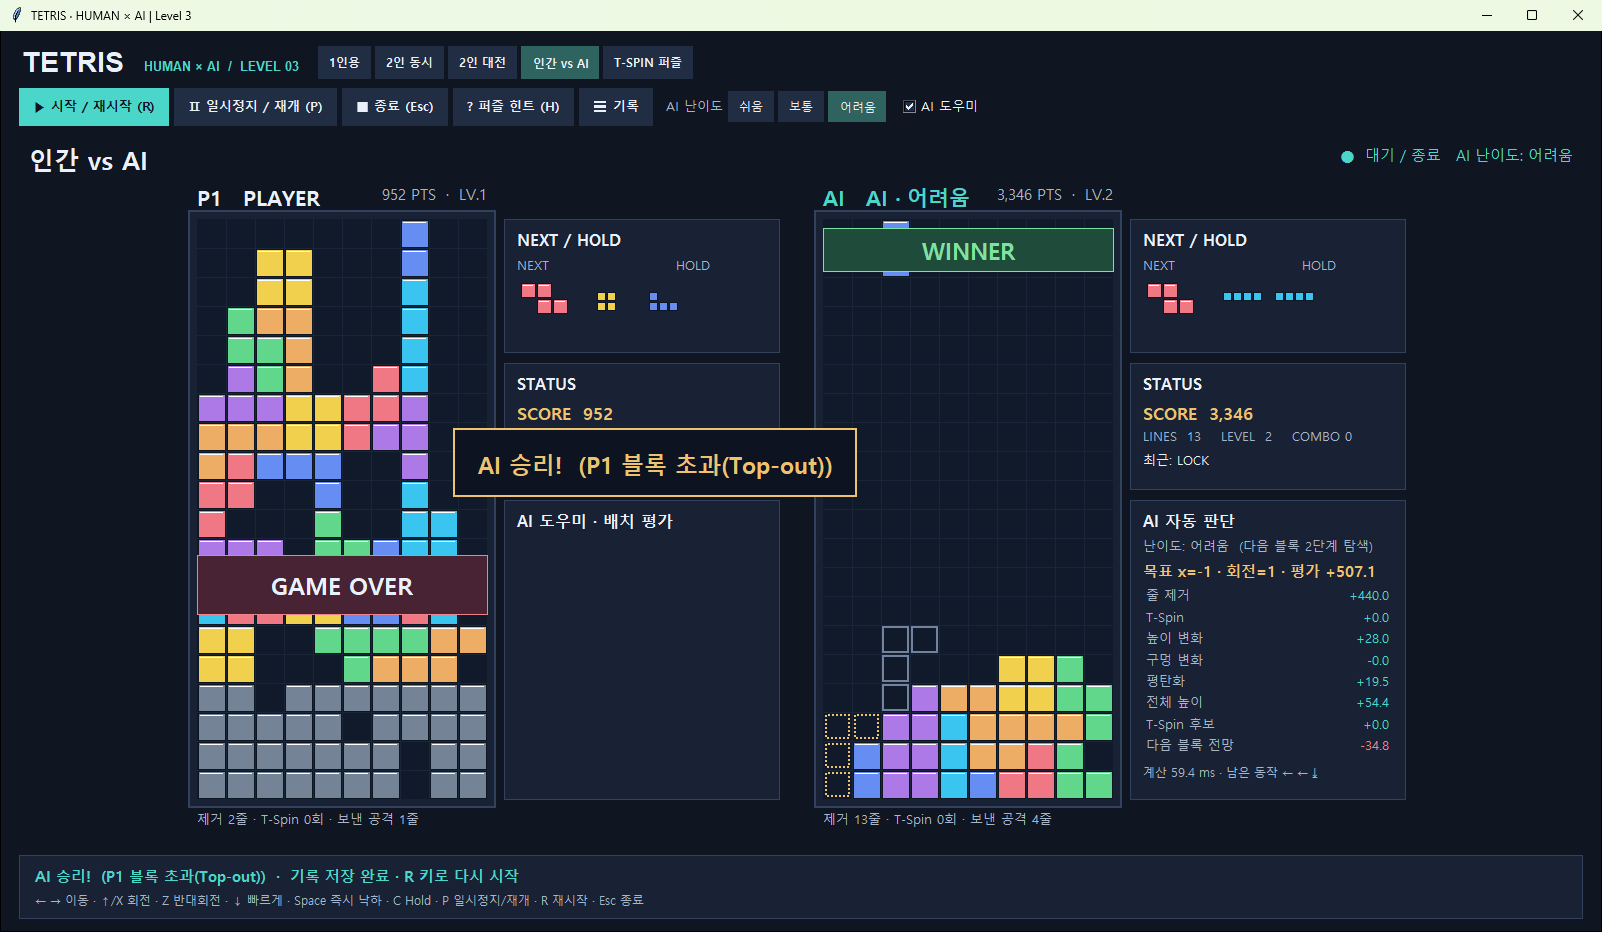 TETRIS · HUMAN × AI | Level 3
TETRIS HUMAN × AI / LEVEL 03 1인용 2인 동시 2인 대전 인간 vs AI T-SPIN 퍼즐
▶ 시작 / 재시작 (R) Ⅱ 일시정지 / 재개 (P) ■ 종료 (Esc) ? 퍼즐 힌트 (H) ☰ 기록 AI 난이도 쉬움 보통 어려움 AI 도우미
인간 vs AI
● 대기 / 종료 AI 난이도: 어려움
P1 PLAYER 952 PTS · LV.1
NEXT / HOLD
NEXT HOLD
STATUS
SCORE 952
AI 도우미 · 배치 평가
GAME OVER
제거 2줄 · T-Spin 0회 · 보낸 공격 1줄
AI 승리! (P1 블록 초과(Top-out))
AI AI · 어려움 3,346 PTS · LV.2
WINNER
NEXT / HOLD
NEXT HOLD
STATUS
SCORE 3,346
LINES 13 LEVEL 2 COMBO 0
최근: LOCK
AI 자동 판단
난이도: 어려움 (다음 블록 2단계 탐색)
목표 x=-1 · 회전=1 · 평가 +507.1
줄 제거 +440.0
T-Spin +0.0
높이 변화 +28.0
구멍 변화 -0.0
평탄화 +19.5
전체 높이 +54.4
T-Spin 후보 +0.0
다음 블록 전망 -34.8
계산 59.4 ms · 남은 동작 ←←⤓
제거 13줄 · T-Spin 0회 · 보낸 공격 4줄
AI 승리! (P1 블록 초과(Top-out)) · 기록 저장 완료 · R 키로 다시 시작
←→ 이동 · ↑/X 회전 · Z 반대회전 · ↓ 빠르게 · Space 즉시 낙하 · C Hold · P 일시정지/재개 · R 재시작 · Esc 종료